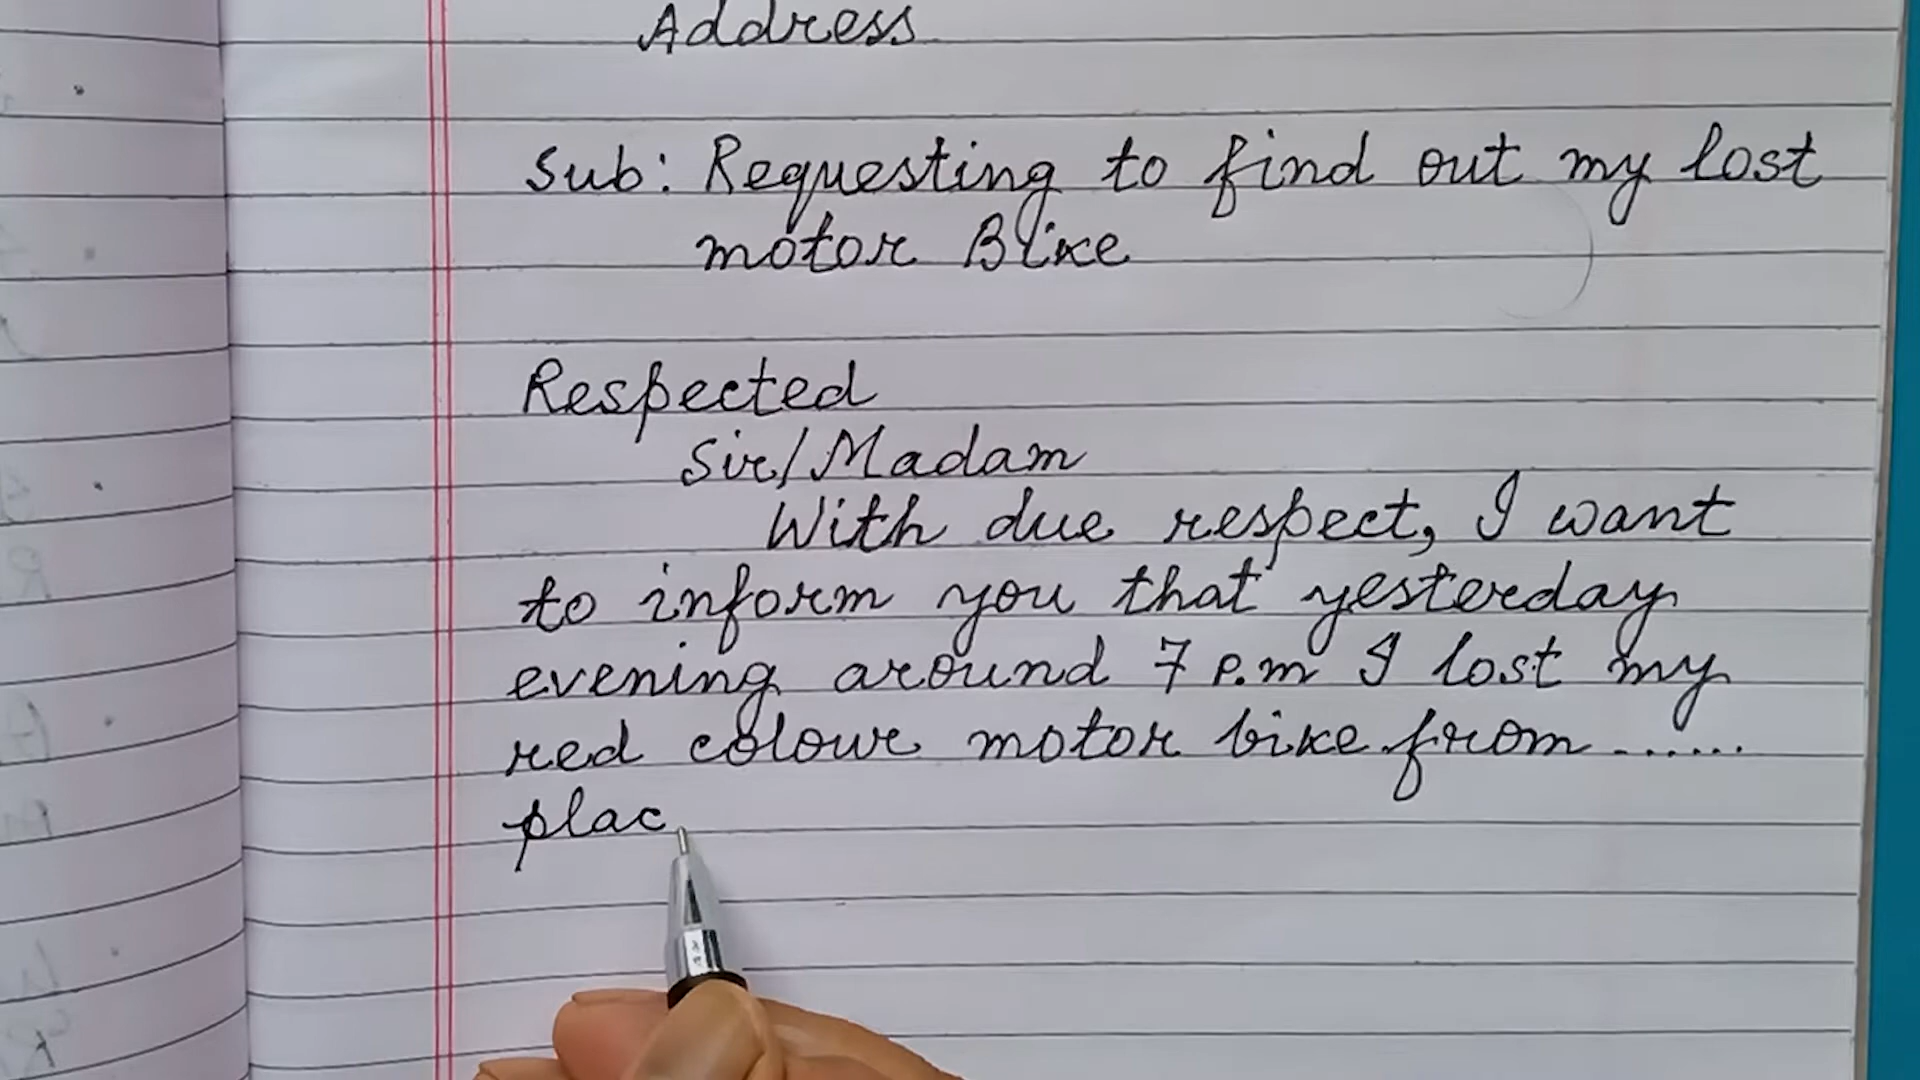 Address
Sub: Requesting to find out my lost
motor Bike
Respected
Sir/Madam
With due respect, I want
to inform you that yesterday
evening around 7 P.m I lost my
red colour motor bike from ......
plac